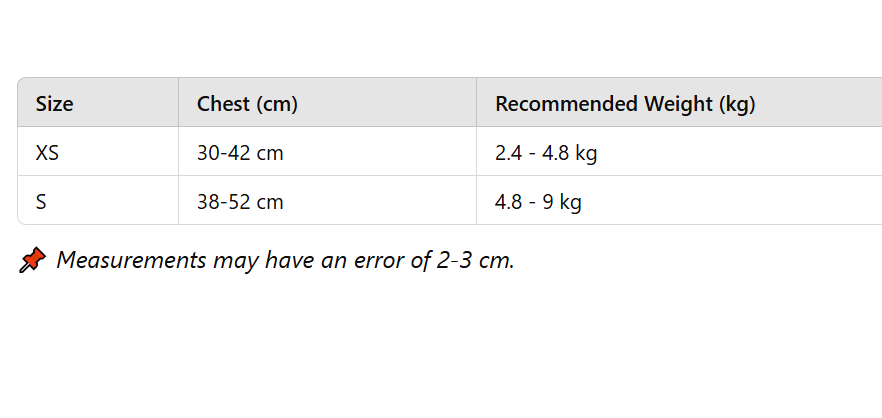 Size Chest (cm) Recommended Weight (kg)
XS 30-42 cm 2.4 - 4.8 kg
S 38-52 cm 4.8 - 9 kg
📌 Measurements may have an error of 2-3 cm.